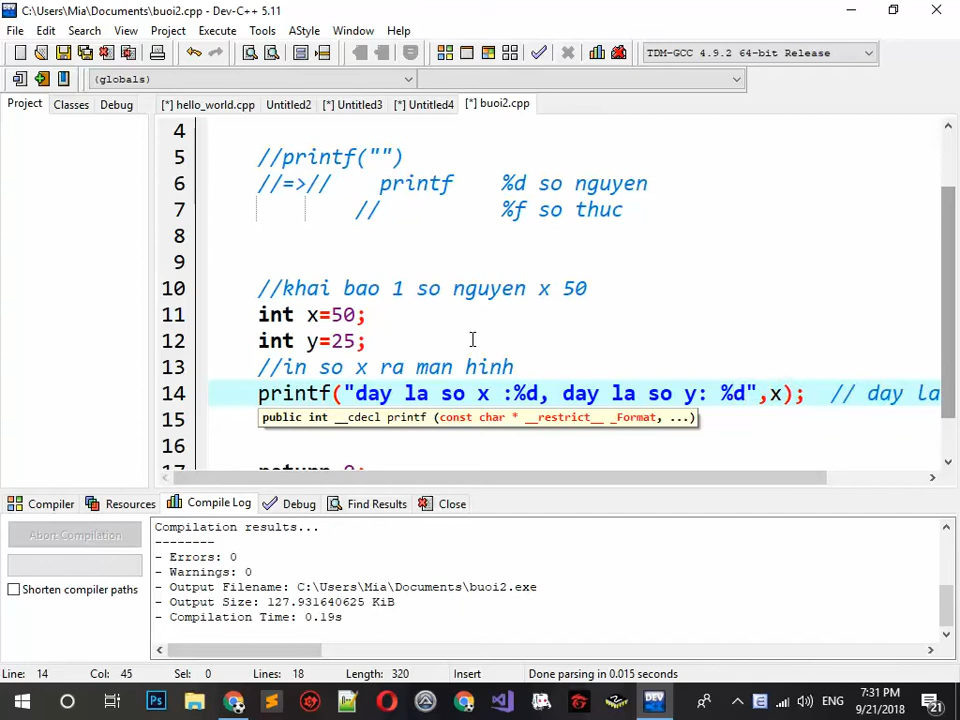 C:\Users\Mia\Documents\buoi2.cpp - Dev-C++ 5.11
File Edit Search View Project Execute Tools AStyle Window Help
TDM-GCC 4.9.2 64-bit Release
(globals)
Project Classes Debug [*] hello_world.cpp Untitled2 [*] Untitled3 [*] Untitled4 [*] buoi2.cpp
4
5 //printf("")
6 //=>// printf %d so nguyen
7 // %f so thuc
8
9
10 //khai bao 1 so nguyen x 50
11 int x=50;
12 int y=25;
13 //in so x ra man hinh
14 printf("day la so x :%d, day la so y: %d",x); // day la
15 public int __cdecl printf (const char * __restrict__ _Format, ...)
16
17 return 0;
Compiler Resources Compile Log Debug Find Results Close
Abort Compilation
Shorten compiler paths
Compilation results...
--------
- Errors: 0
- Warnings: 0
- Output Filename: C:\Users\Mia\Documents\buoi2.exe
- Output Size: 127.931640625 KiB
- Compilation Time: 0.19s
Line: 14 Col: 45 Sel: 0 Lines: 18 Length: 320 Insert Done parsing in 0.015 seconds
Ps DEV ENG 7:31 PM
9/21/2018 21